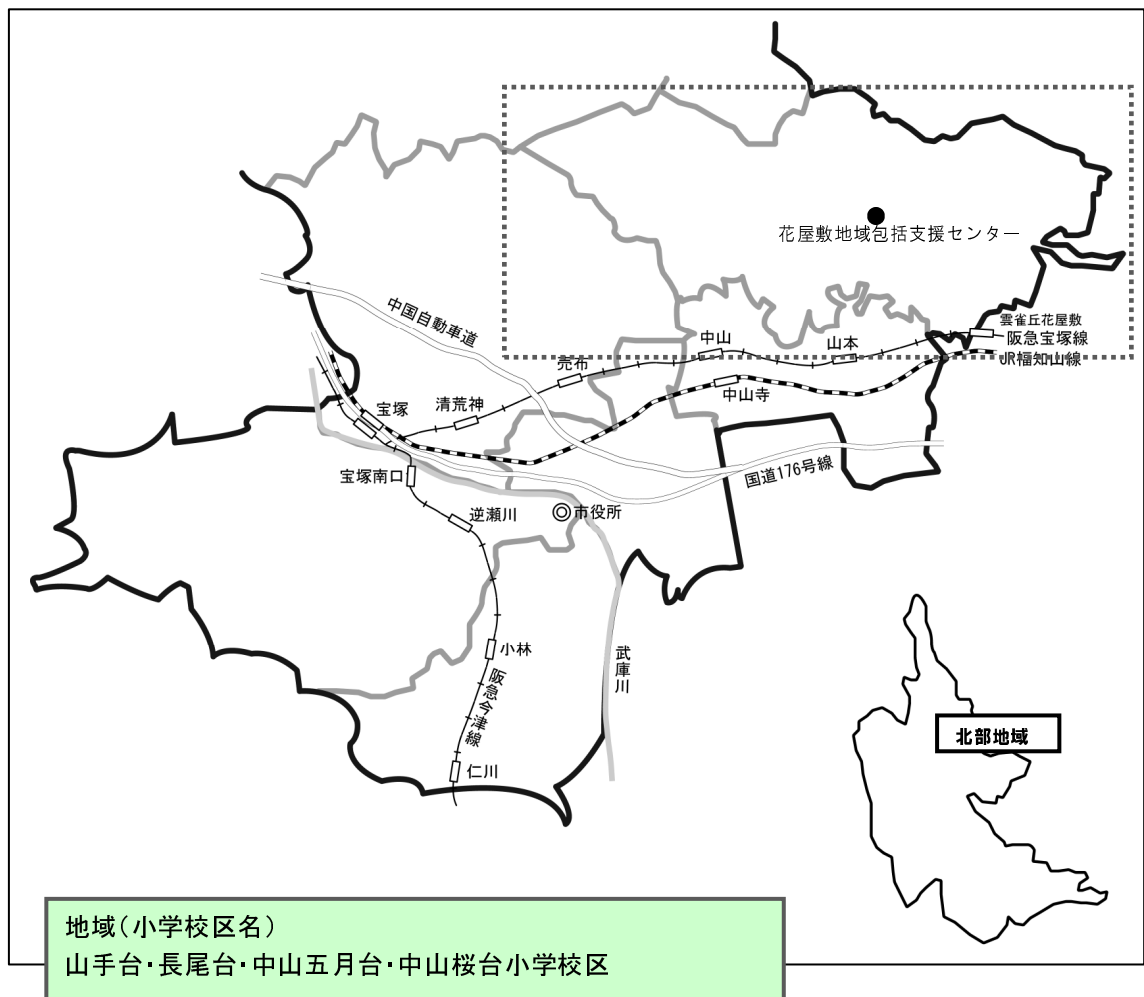 花屋敷地域包括支援センター
中国自動車道
雲雀丘花屋敷
阪急宝塚線
JR福知山線
中山
山本
売布
中山寺
清荒神
宝塚
国道176号線
宝塚南口
逆瀬川
市役所
小林
武庫川
阪急今津線
仁川
北部地域
地域(小学校区名)
山手台・長尾台・中山五月台・中山桜台小学校区